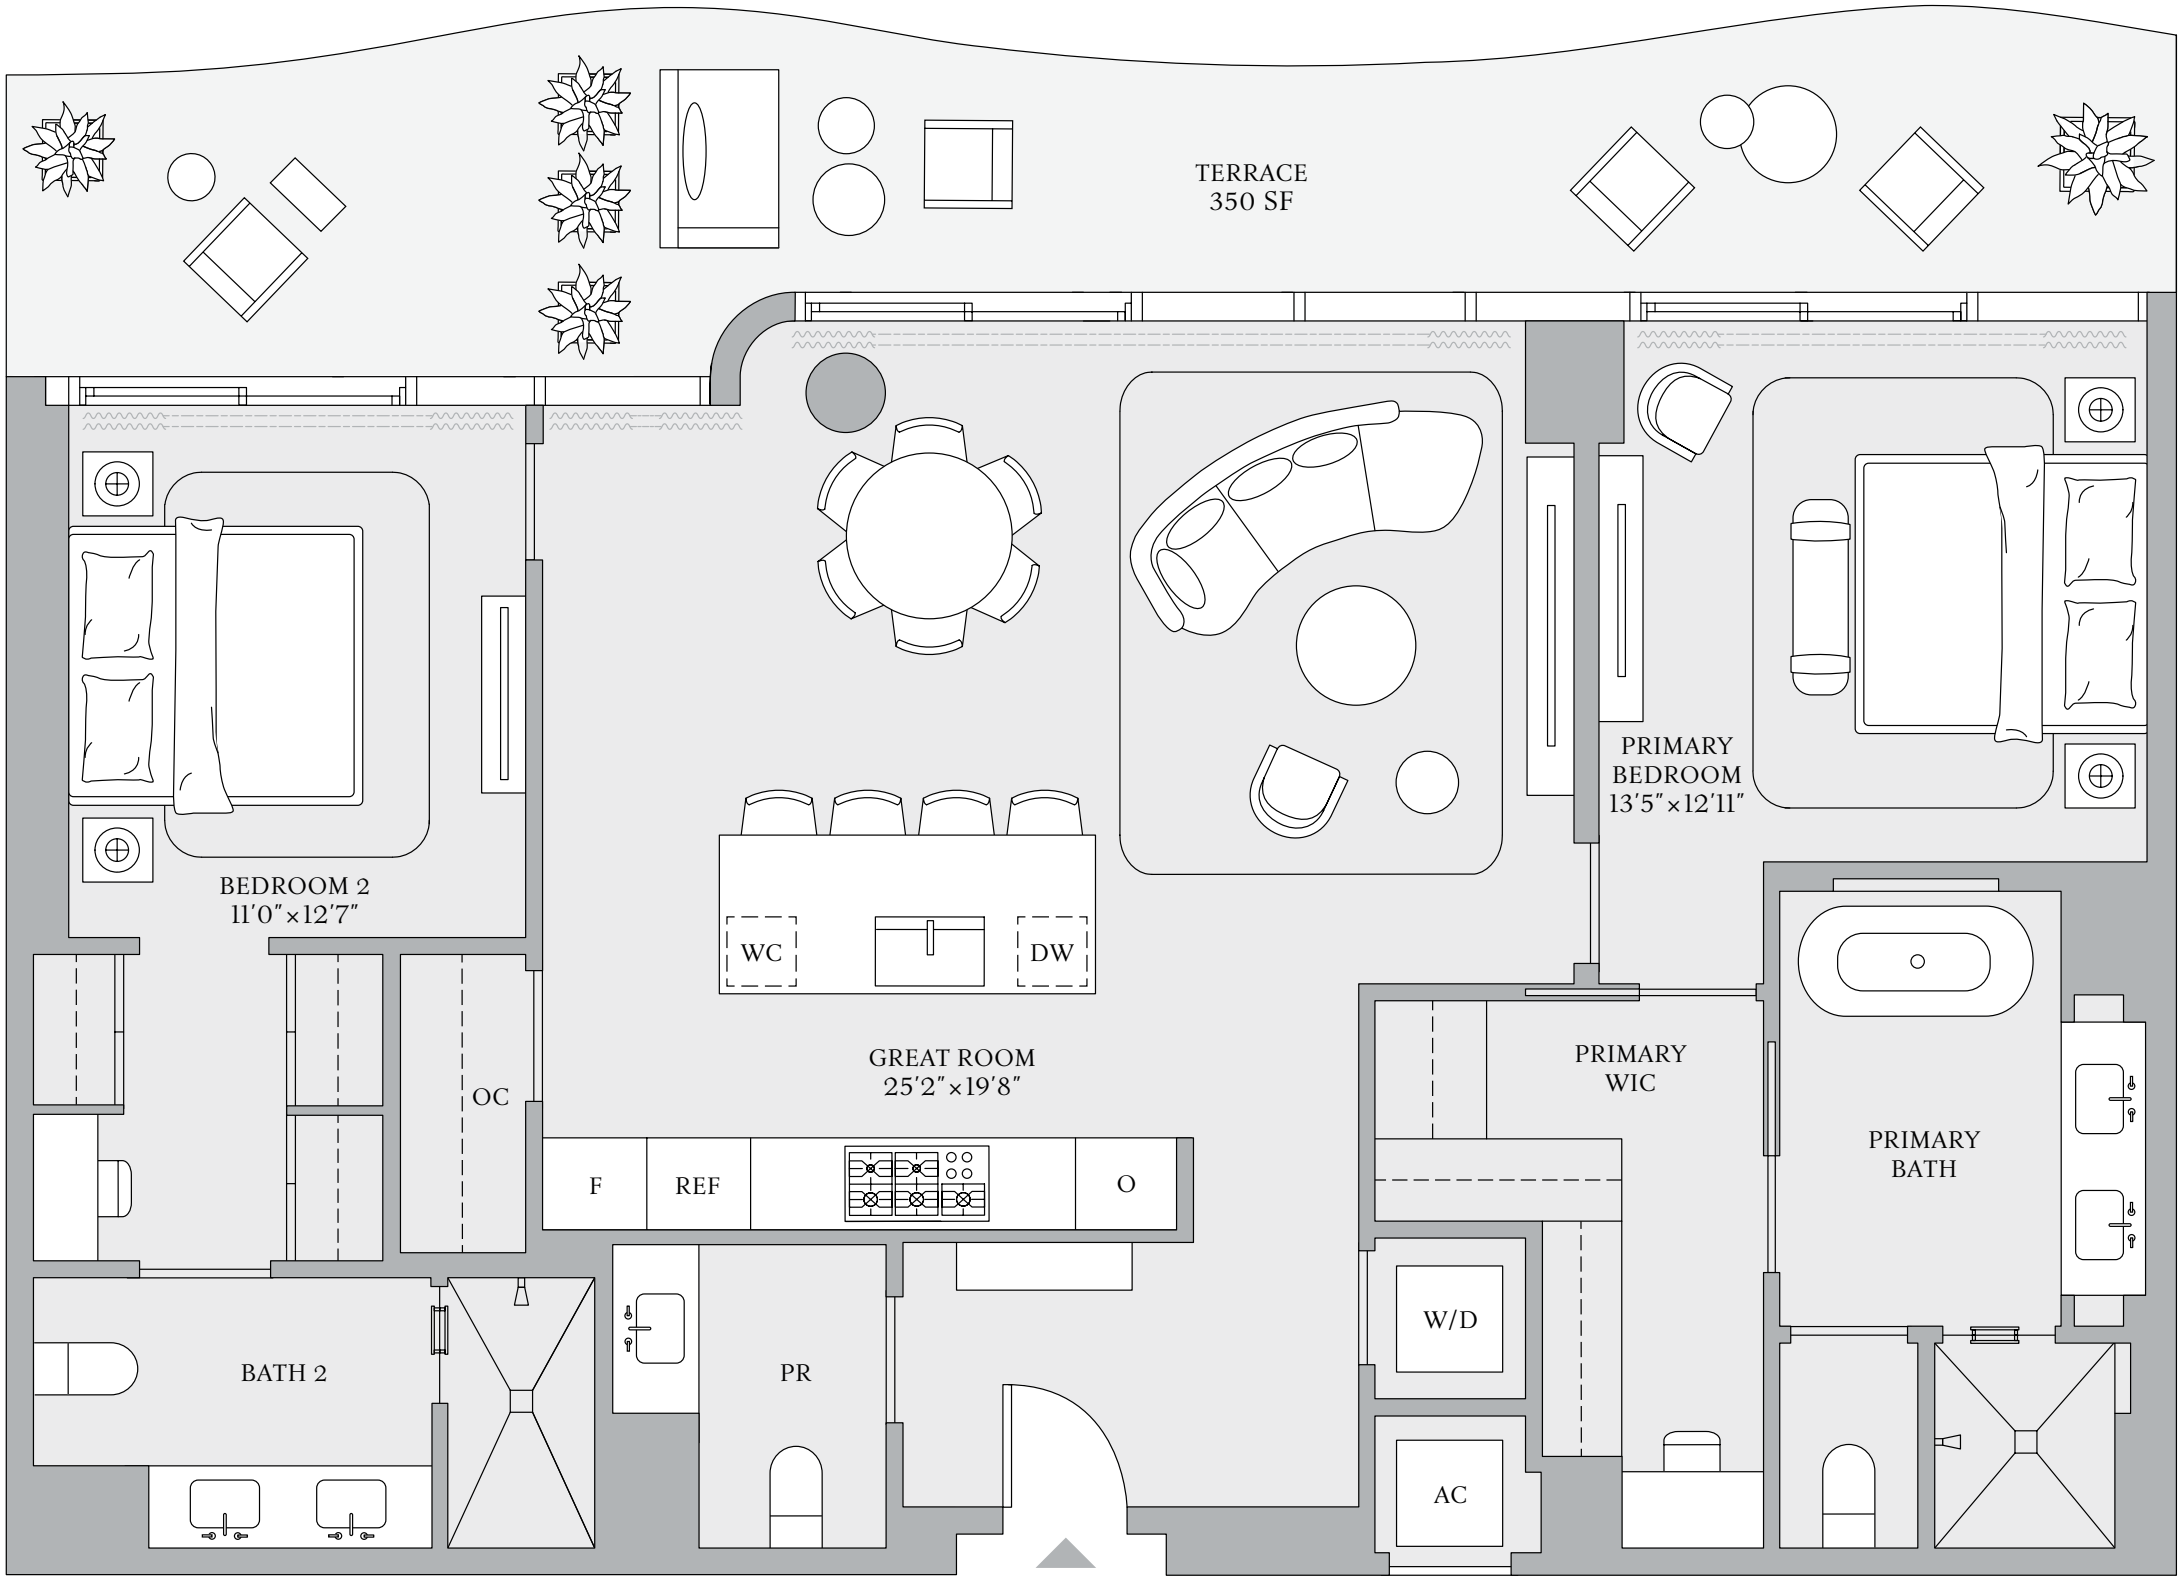 TERRACE
350 SF
PRIMARY
BEDROOM
13'5"×12'11"
BEDROOM 2
11'0"×12'7"
WC
DW
GREAT ROOM
25'2"×19'8"
PRIMARY
WIC
OC
PRIMARY
BATH
F
REF
O
W/D
BATH 2
PR
AC